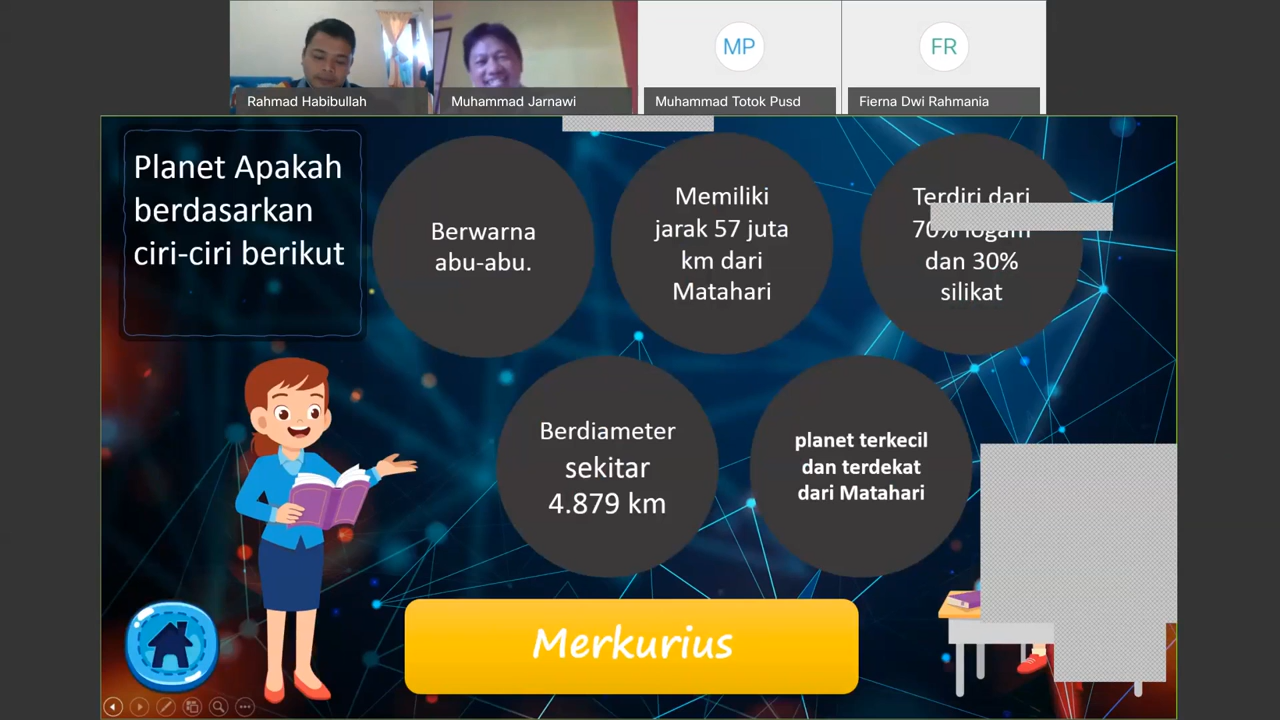 MP
FR
Rahmad Habibullah
Muhammad Jarnawi
Muhammad Totok Pusd
Fierna Dwi Rahmania
Planet Apakah
berdasarkan
ciri-ciri berikut
Berwarna
abu-abu.
Memiliki
jarak 57 juta
km dari
Matahari
Terdiri dari
70% logam
dan 30%
silikat
Berdiameter
sekitar
4.879 km
planet terkecil
dan terdekat
dari Matahari
Merkurius